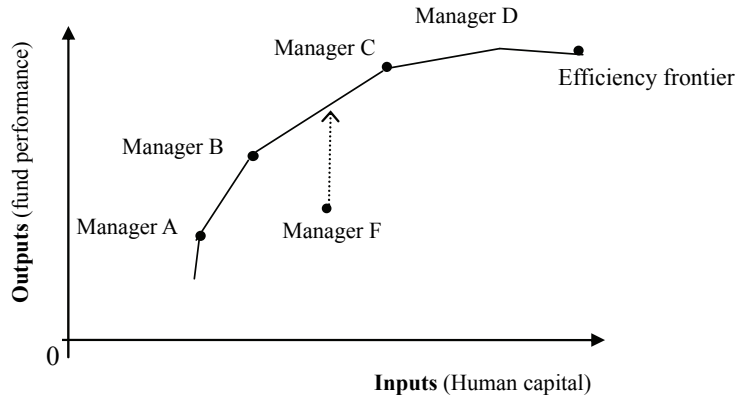 Manager D
Manager C
Efficiency frontier
Manager B
Manager A
Manager F
Outputs (fund performance)
0
Inputs (Human capital)